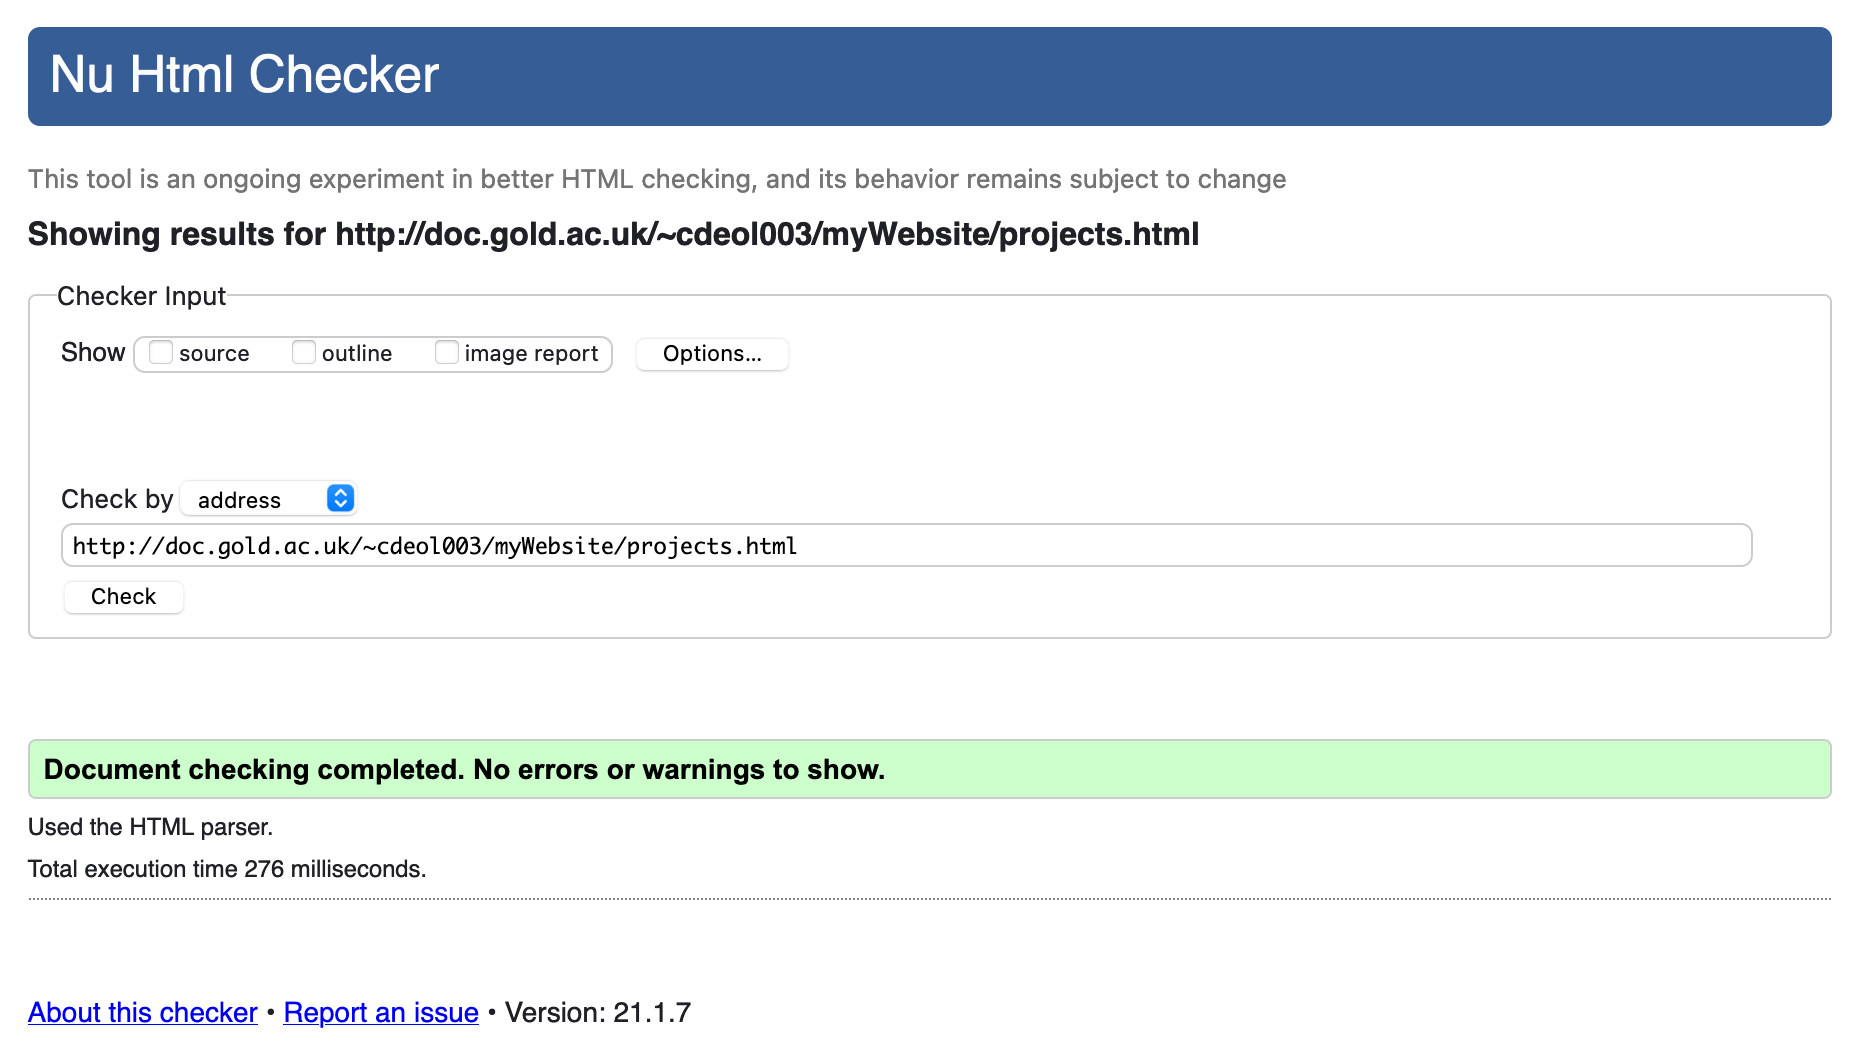 Nu Html Checker
This tool is an ongoing experiment in better HTML checking, and its behavior remains subject to change
Showing results for http://doc.gold.ac.uk/~cdeol003/myWebsite/projects.html
Checker Input
Show source outline image report Options...
Check by address
http://doc.gold.ac.uk/~cdeol003/myWebsite/projects.html
Check
Document checking completed. No errors or warnings to show.
Used the HTML parser.
Total execution time 276 milliseconds.
About this checker • Report an issue • Version: 21.1.7